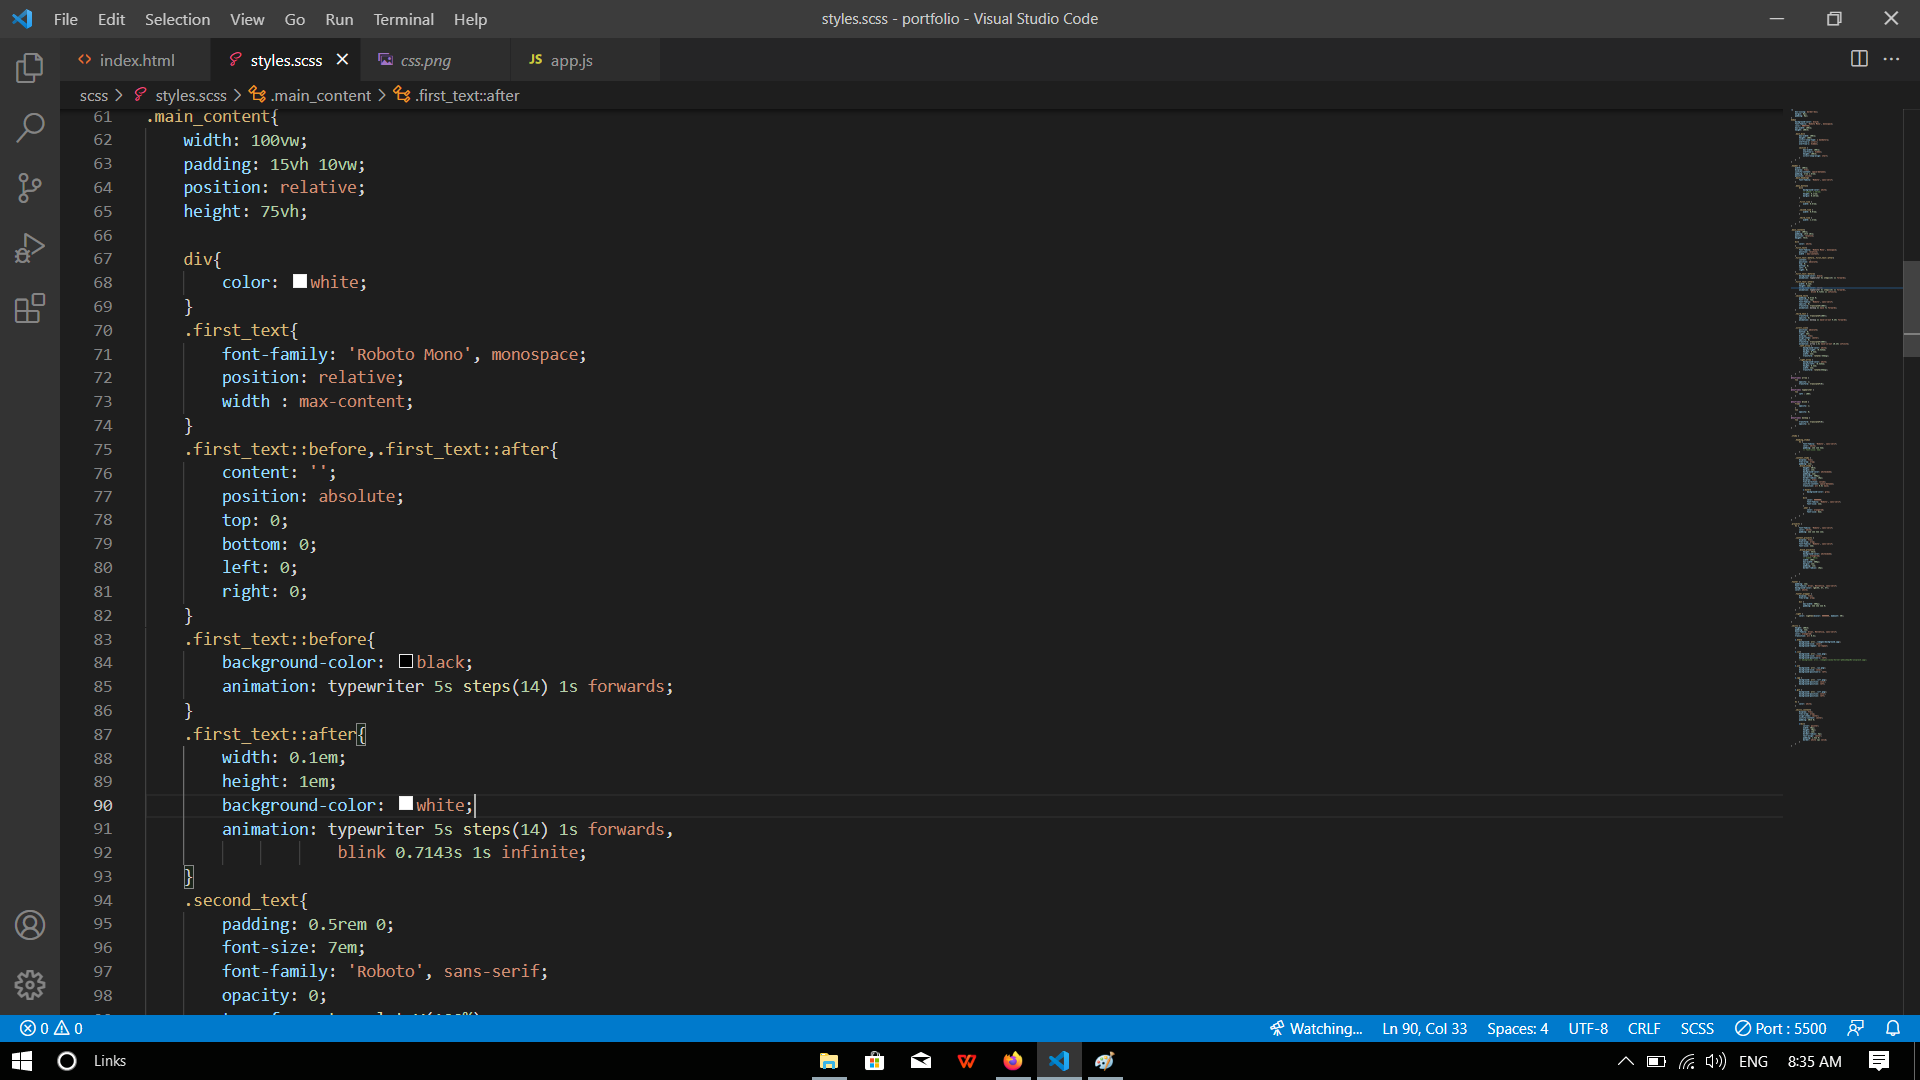 File Edit Selection View Go Run Terminal Help
styles.scss - portfolio - Visual Studio Code
index.html
styles.scss
css.png
JS app.js
scss > styles.scss > .main_content > .first_text::after
61 .main_content{
62 width: 100vw;
63 padding: 15vh 10vw;
64 position: relative;
65 height: 75vh;
66
67 div{
68 color: white;
69 }
70 .first_text{
71 font-family: 'Roboto Mono', monospace;
72 position: relative;
73 width : max-content;
74 }
75 .first_text::before,.first_text::after{
76 content: '';
77 position: absolute;
78 top: 0;
79 bottom: 0;
80 left: 0;
81 right: 0;
82 }
83 .first_text::before{
84 background-color: black;
85 animation: typewriter 5s steps(14) 1s forwards;
86 }
87 .first_text::after{
88 width: 0.1em;
89 height: 1em;
90 background-color: white;
91 animation: typewriter 5s steps(14) 1s forwards,
92 blink 0.7143s 1s infinite;
93 }
94 .second_text{
95 padding: 0.5rem 0;
96 font-size: 7em;
97 font-family: 'Roboto', sans-serif;
98 opacity: 0;
0 0
Watching... Ln 90, Col 33 Spaces: 4 UTF-8 CRLF SCSS Port : 5500
Links
ENG 8:35 AM